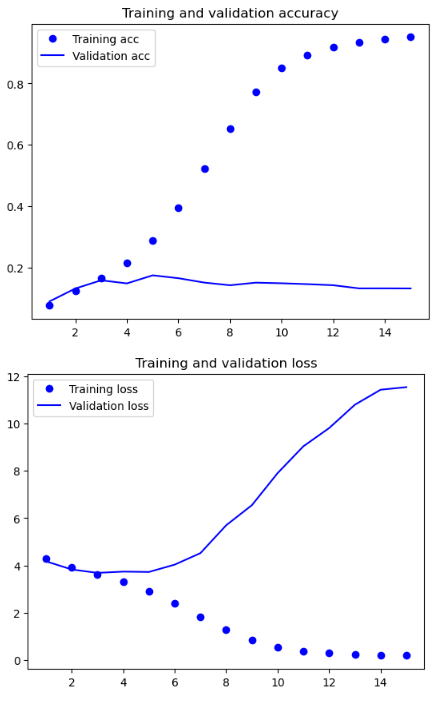 Training and validation accuracy
Training acc
Validation acc
0.8
0.6
0.4
0.2
2 4 6 8 10 12 14
Training and validation loss
Training loss
Validation loss
12
10
8
6
4
2
0
2 4 6 8 10 12 14